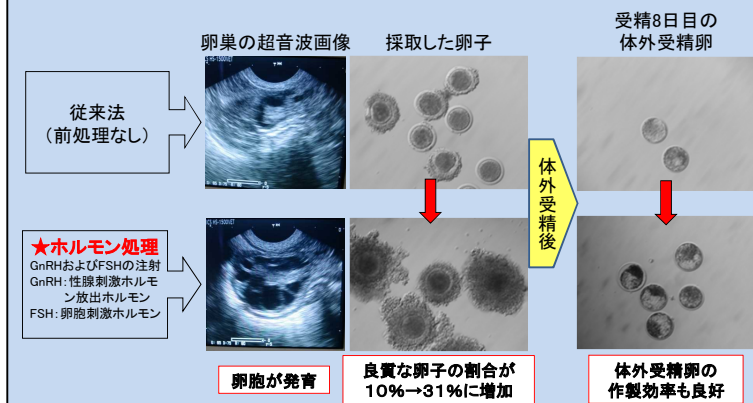 卵巣の超音波画像
採取した卵子
受精8日目の
体外受精卵
従来法
（前処理なし）
体外受精後
★ホルモン処理
GnRHおよびFSHの注射
GnRH：性腺刺激ホルモ
ン放出ホルモン
FSH：卵胞刺激ホルモン
卵胞が発育
良質な卵子の割合が
10%→31%に増加
体外受精卵の
作製効率も良好